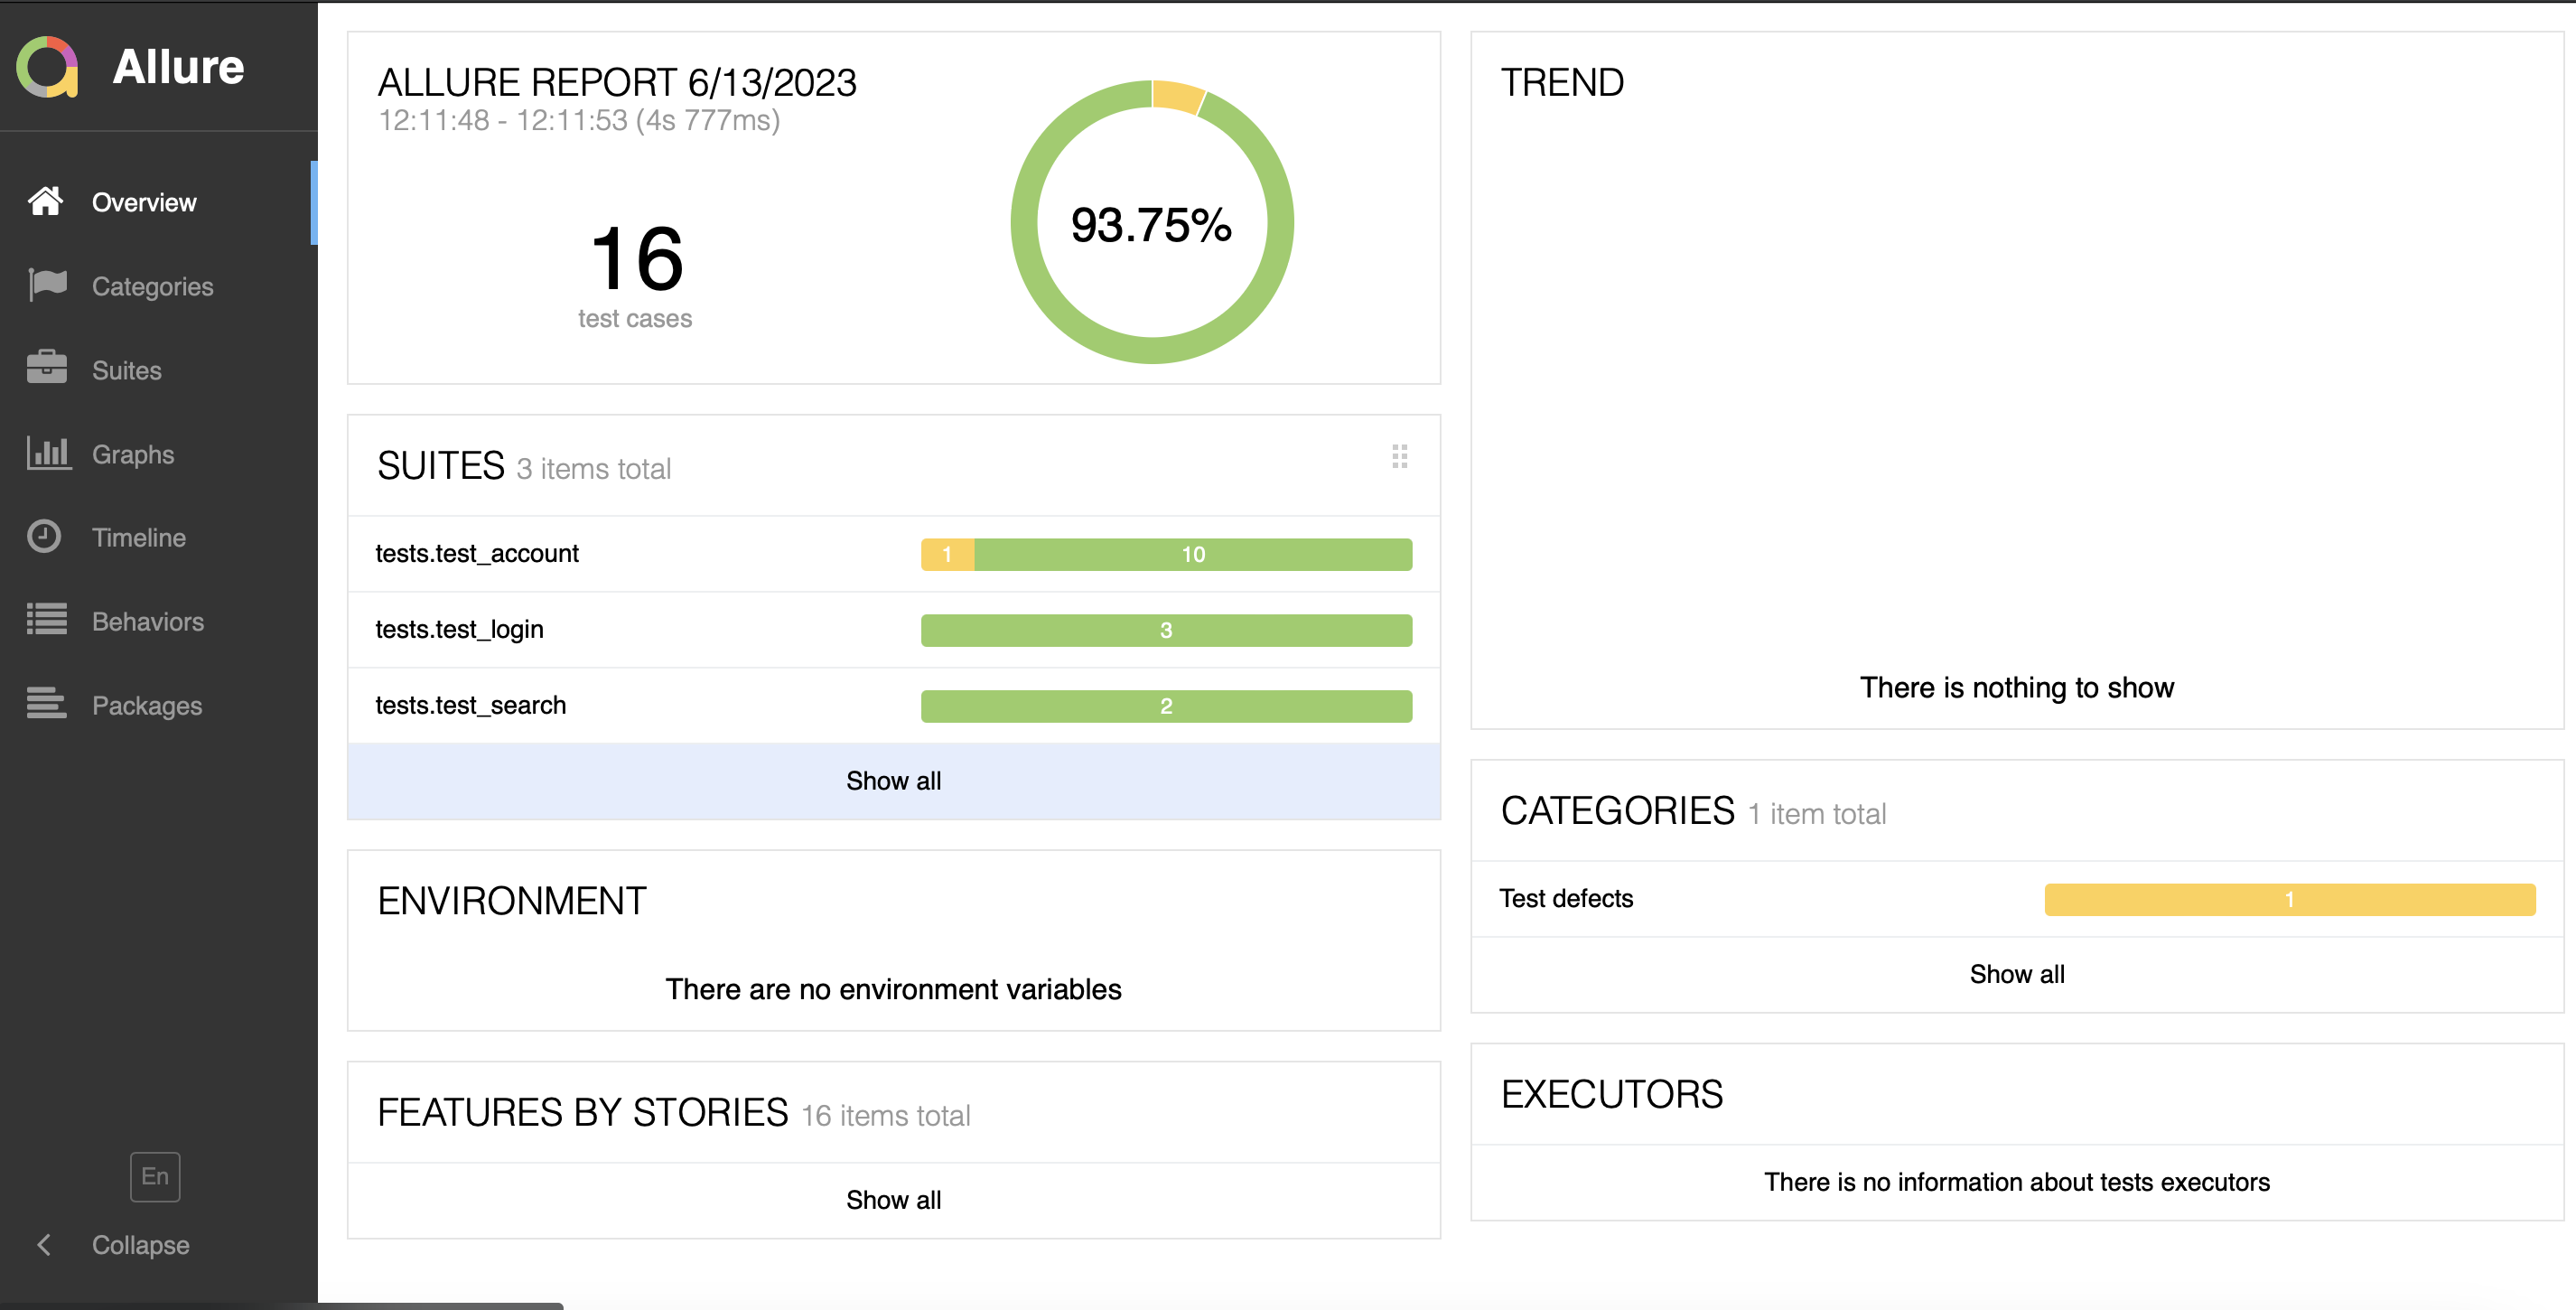 Allure
Overview
Categories
Suites
Graphs
Timeline
Behaviors
Packages
En
Collapse
ALLURE REPORT 6/13/2023
12:11:48 - 12:11:53 (4s 777ms)
16
test cases
93.75%
SUITES 3 items total
tests.test_account 1 10
tests.test_login 3
tests.test_search 2
Show all
ENVIRONMENT
There are no environment variables
FEATURES BY STORIES 16 items total
Show all
TREND
There is nothing to show
CATEGORIES 1 item total
Test defects 1
Show all
EXECUTORS
There is no information about tests executors